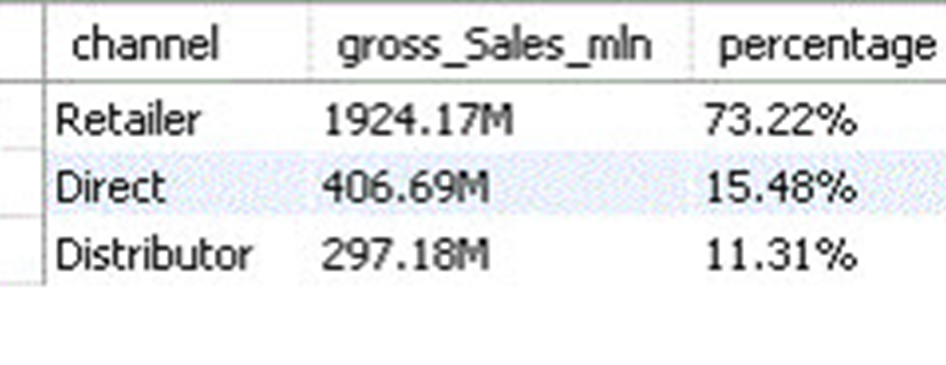 channel gross_Sales_mln percentage
Retailer 1924.17M 73.22%
Direct 406.69M 15.48%
Distributor 297.18M 11.31%